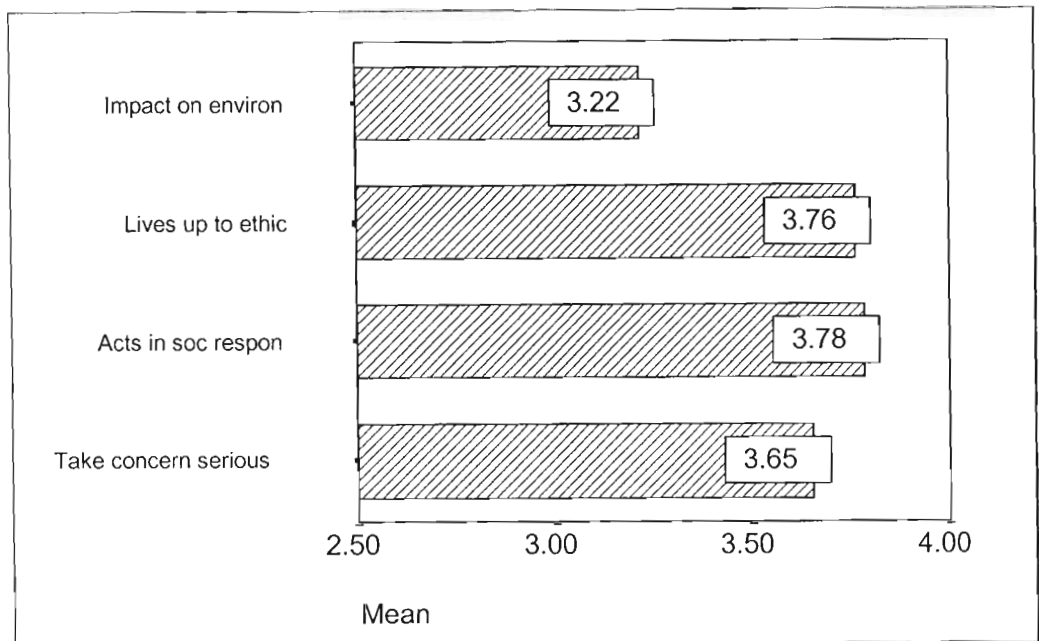 Impact on environ
3.22
Lives up to ethic
3.76
Acts in soc respon
3.78
Take concern serious
3.65
2.50 3.00 3.50 4.00
Mean